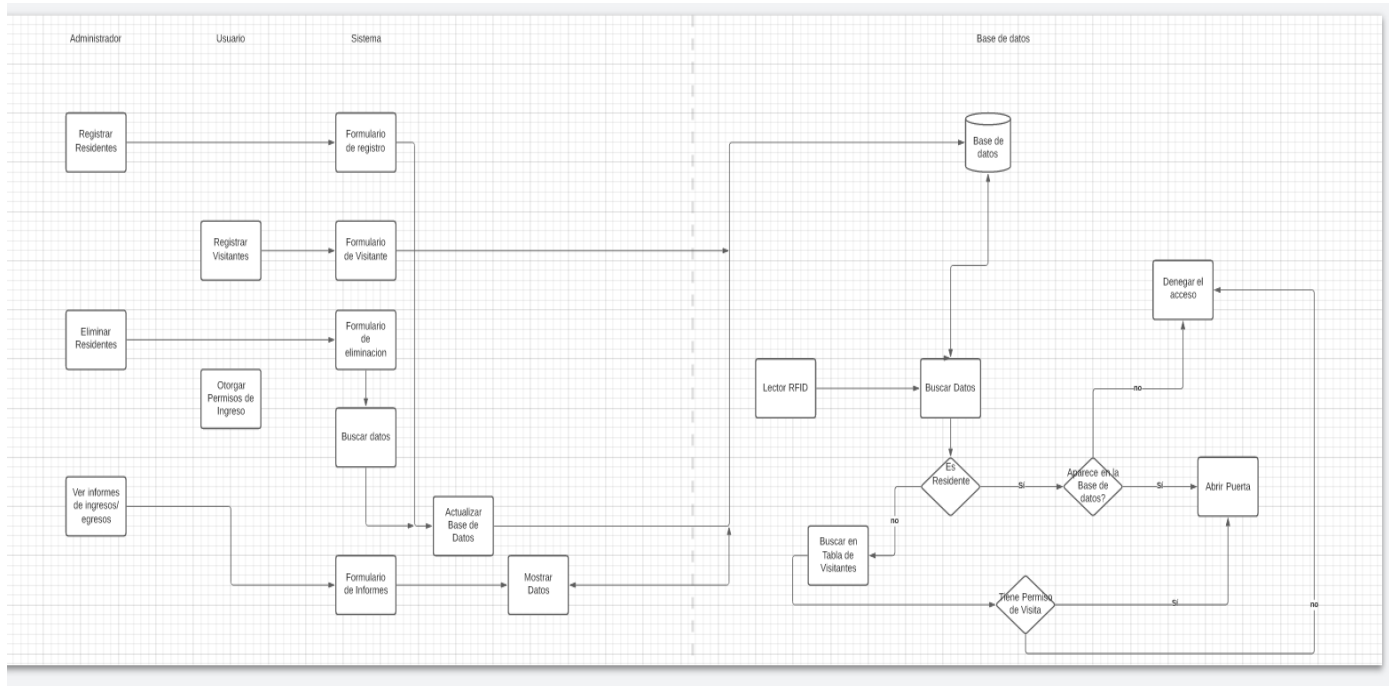 Administrador
Usuario
Sistema
Base de datos
Registrar
Residentes
Formulario
de registro
Base de
datos
Registrar
Visitantes
Formulario
de Visitante
Denegar el
acceso
Eliminar
Residentes
Formulario
de
eliminacion
Otorgar
Permisos de
Ingreso
Lector RFID
Buscar Datos
no
Buscar datos
Es
Residente
Sí
Aparece en la
Base de
datos?
Sí
Abrir Puerta
Ver informes
de ingresos/
egresos
Actualizar
Base de
Datos
no
Buscar en
Tabla de
Visitantes
Formulario
de Informes
Mostrar
Datos
Tiene Permiso
de Visita
Sí
no